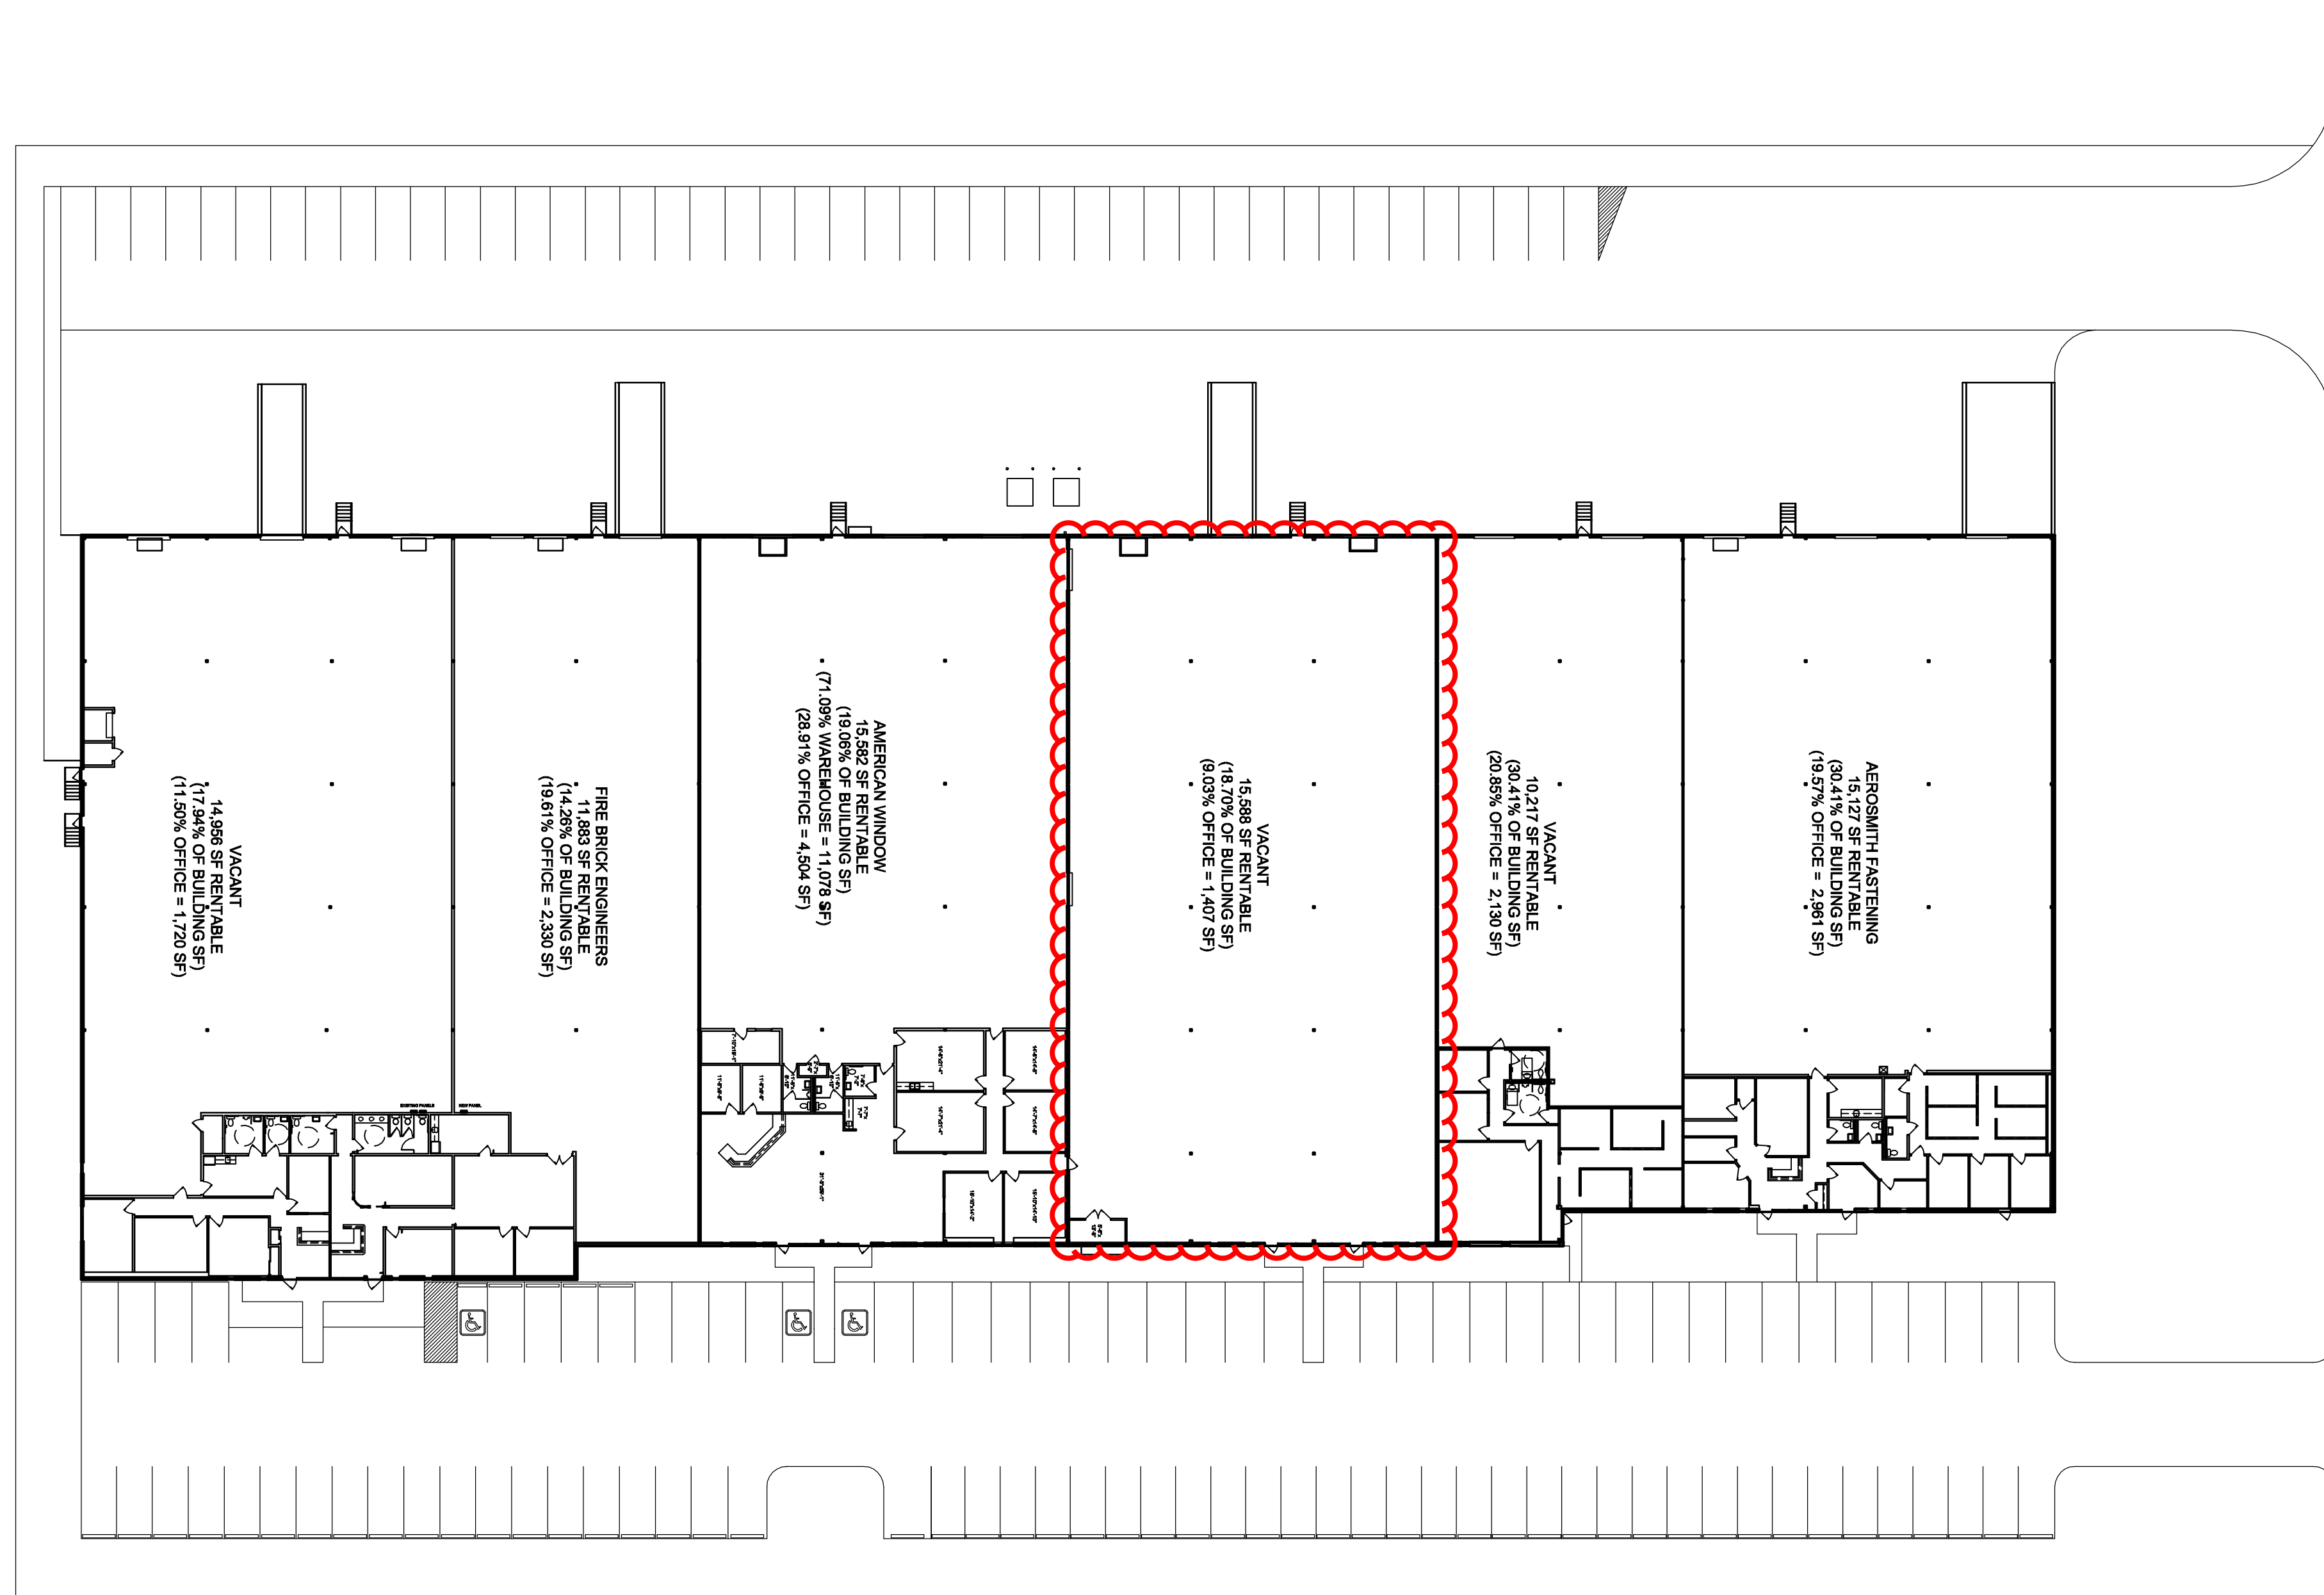 VACANT
14,956 SF RENTABLE
(17.94% OF BUILDING SF)
(11.50% OFFICE = 1,720 SF)
FIRE BRICK ENGINEERS
11,883 SF RENTABLE
(14.26% OF BUILDING SF)
(19.61% OFFICE = 2,330 SF)
AMERICAN WINDOW
15,582 SF RENTABLE
(19.06% OF BUILDING SF)
(71.09% WAREHOUSE = 11,078 SF)
(28.91% OFFICE = 4,504 SF)
VACANT
15,588 SF RENTABLE
(18.70% OF BUILDING SF)
(9.03% OFFICE = 1,407 SF)
VACANT
10,217 SF RENTABLE
(30.41% OF BUILDING SF)
(20.85% OFFICE = 2,130 SF)
AEROSMITH FASTENING
15,127 SF RENTABLE
(30.41% OF BUILDING SF)
(19.57% OFFICE = 2,961 SF)
EXISTING PANELS
NEW PANEL